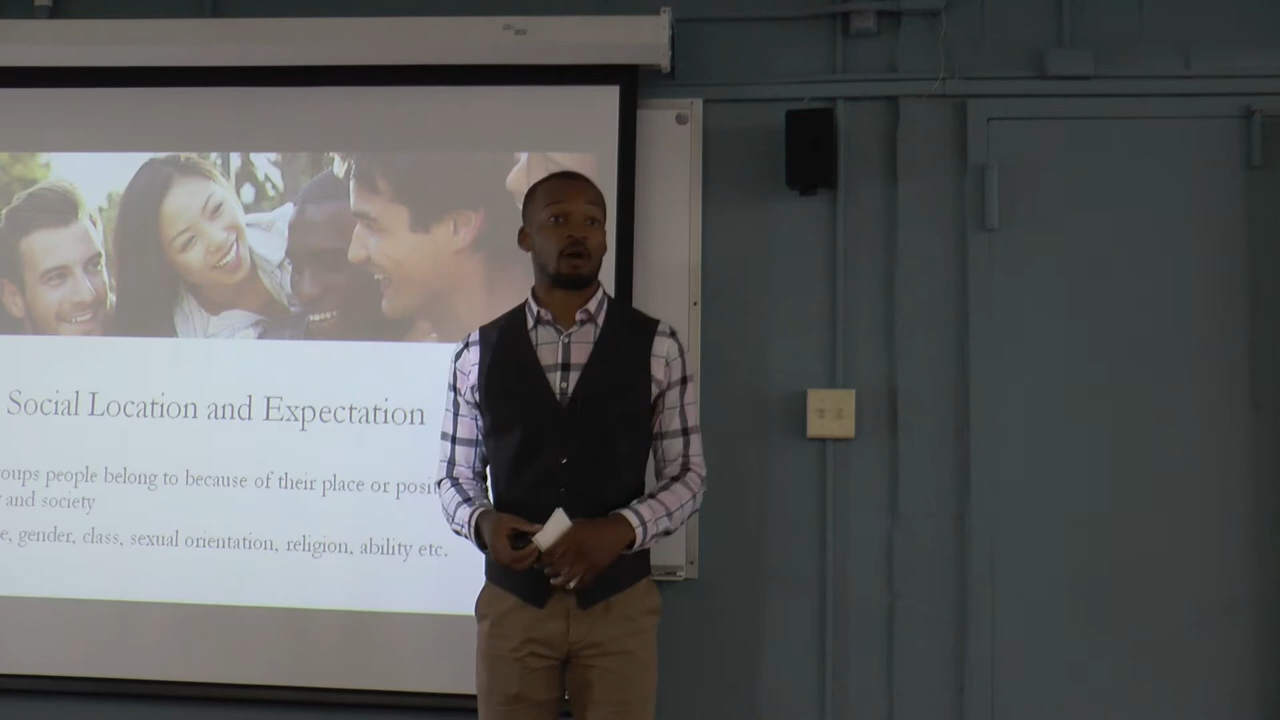 Social Location and Expectation
oups people belong to because of their place or posit
and society
e, gender, class, sexual orientation, religion, ability etc.